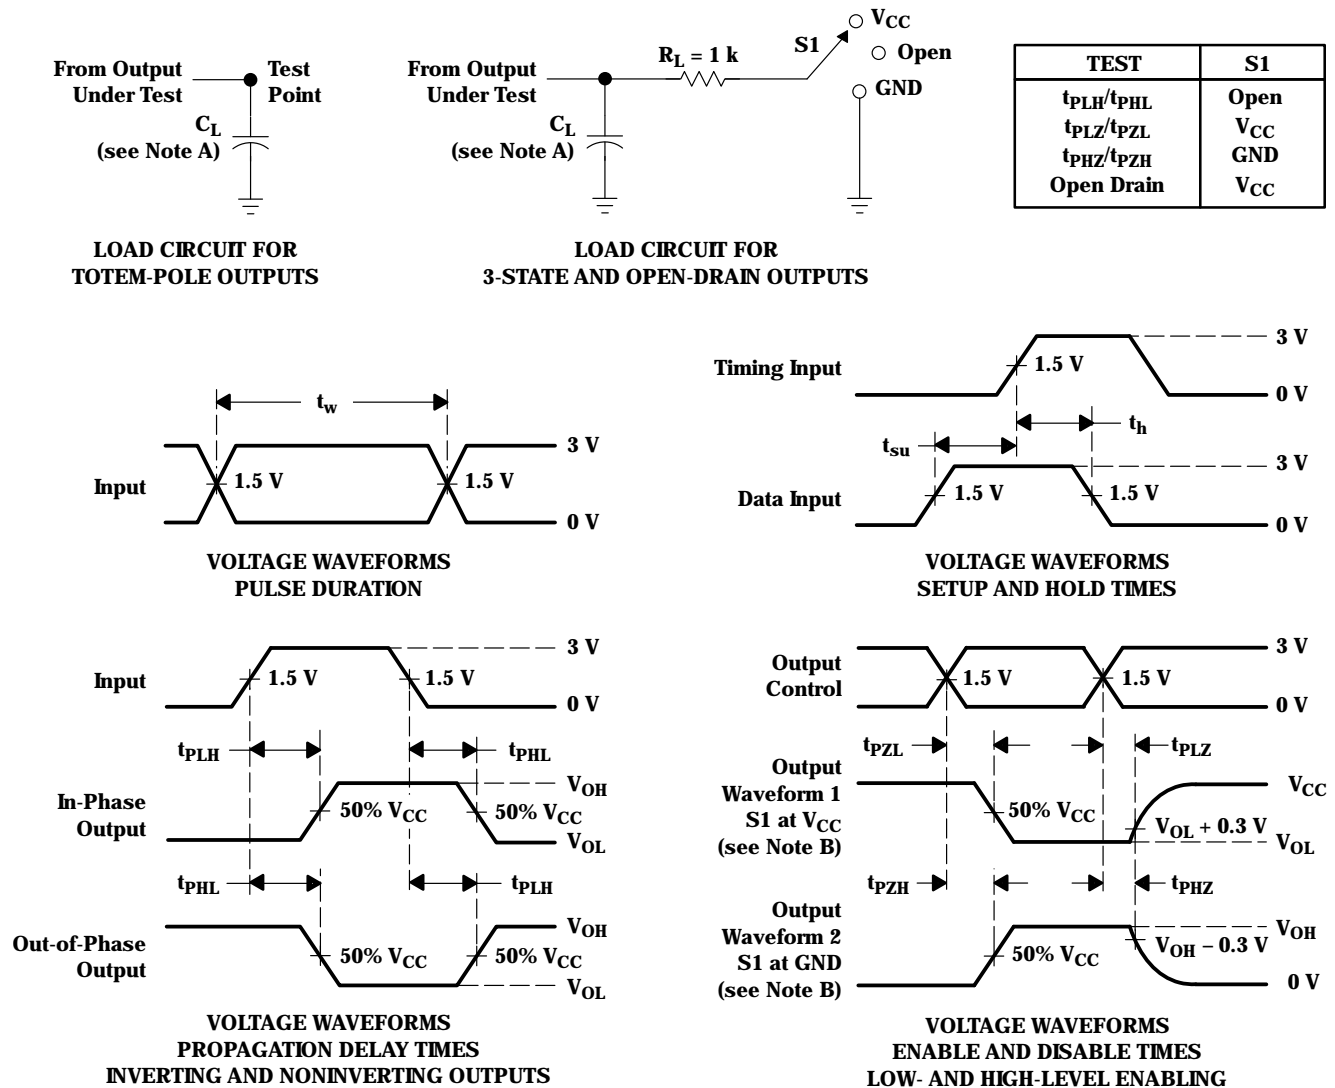 From Output
Under Test
Test
Point
C_L
(see Note A)
LOAD CIRCUIT FOR
TOTEM-POLE OUTPUTS
From Output
Under Test
R_L = 1 k
S1
V_CC
Open
GND
C_L
(see Note A)
LOAD CIRCUIT FOR
3-STATE AND OPEN-DRAIN OUTPUTS
TEST S1
t_PLH/t_PHL Open
t_PLZ/t_PZL V_CC
t_PHZ/t_PZH GND
Open Drain V_CC
t_w
3 V
Input
1.5 V
1.5 V
0 V
VOLTAGE WAVEFORMS
PULSE DURATION
3 V
Timing Input
1.5 V
0 V
t_h
t_su
3 V
Data Input
1.5 V
1.5 V
0 V
VOLTAGE WAVEFORMS
SETUP AND HOLD TIMES
3 V
Input
1.5 V
1.5 V
0 V
t_PLH
t_PHL
V_OH
In-Phase
Output
50% V_CC
50% V_CC
V_OL
t_PHL
t_PLH
V_OH
Out-of-Phase
Output
50% V_CC
50% V_CC
V_OL
VOLTAGE WAVEFORMS
PROPAGATION DELAY TIMES
INVERTING AND NONINVERTING OUTPUTS
3 V
Output
Control
1.5 V
1.5 V
0 V
t_PZL
t_PLZ
Output
Waveform 1
S1 at V_CC
(see Note B)
50% V_CC
V_CC
V_OL + 0.3 V
V_OL
t_PZH
t_PHZ
Output
Waveform 2
S1 at GND
(see Note B)
50% V_CC
V_OH
V_OH − 0.3 V
0 V
VOLTAGE WAVEFORMS
ENABLE AND DISABLE TIMES
LOW- AND HIGH-LEVEL ENABLING